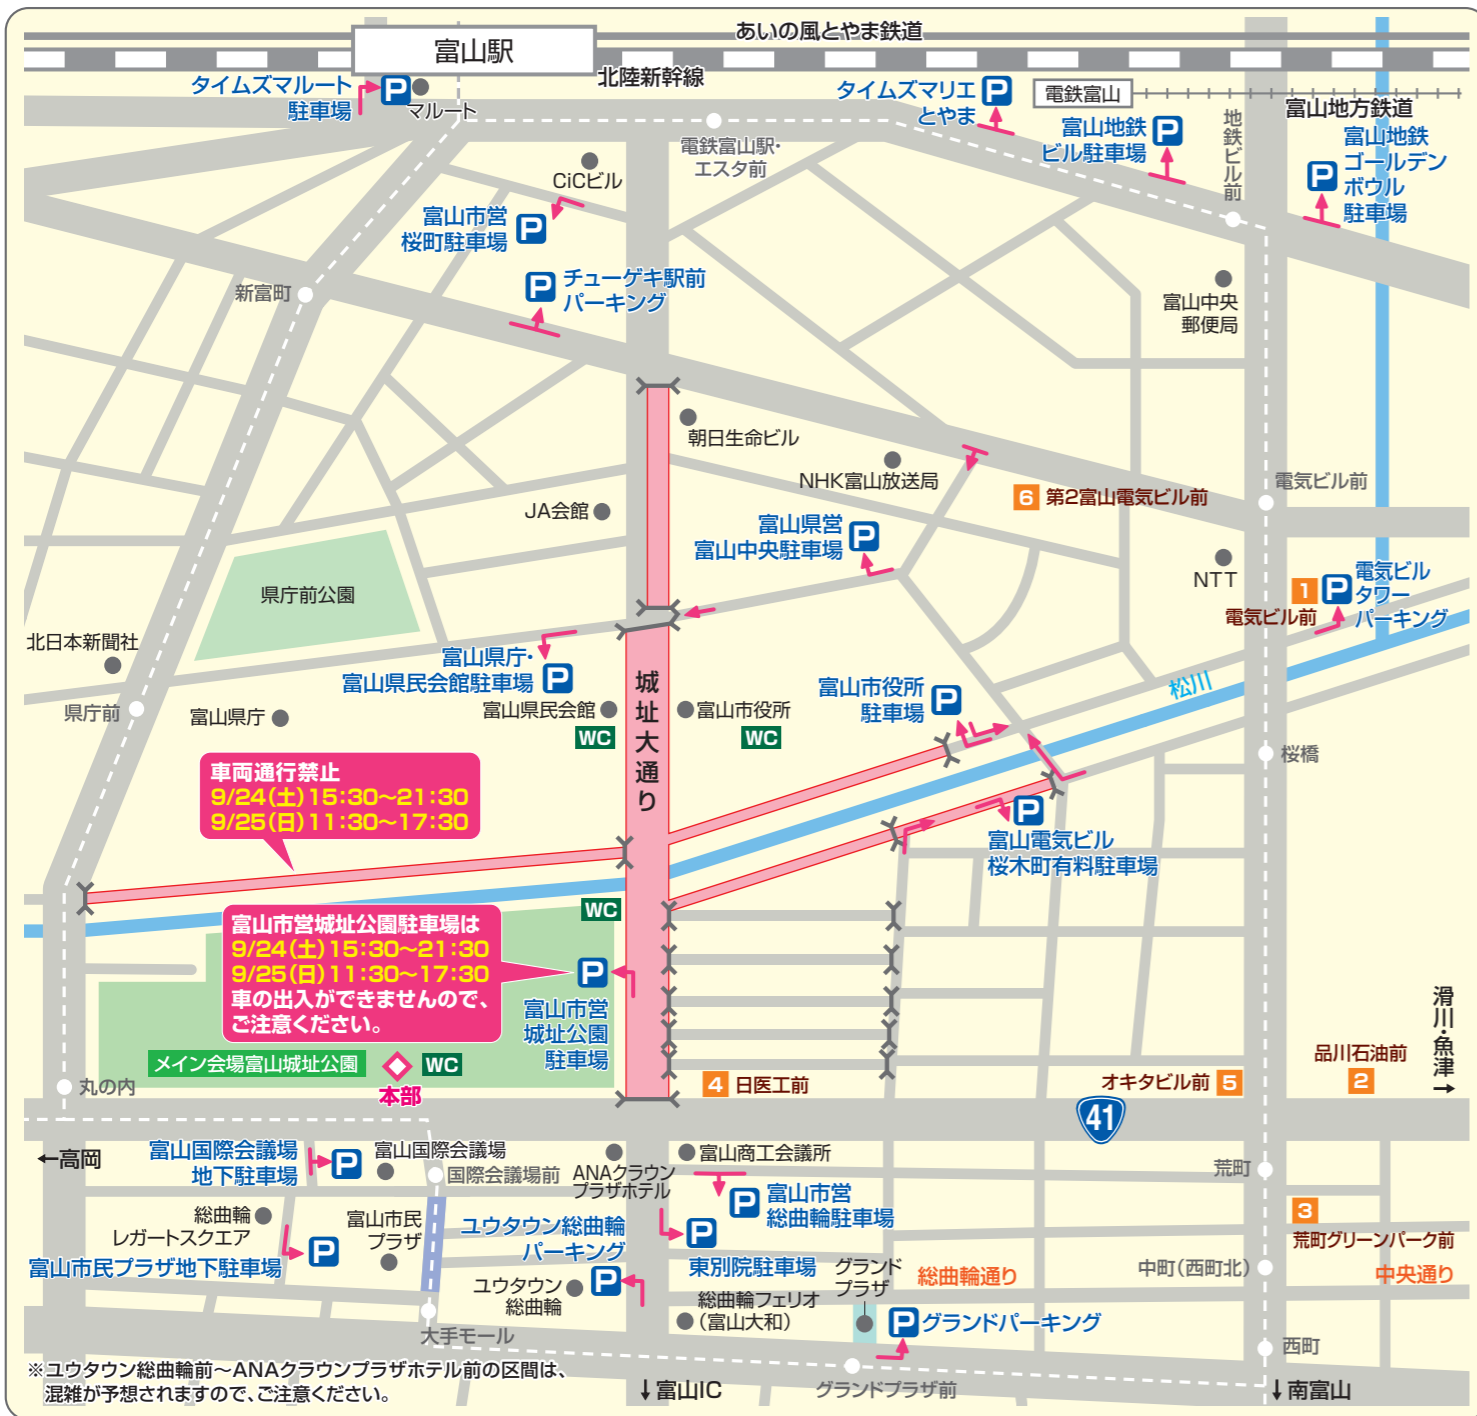 あいの風とやま鉄道
富山駅
北陸新幹線
タイムズマルート
駐車場
P
マルート
タイムズマリエ
とやま
P
電鉄富山
富山地方鉄道
電鉄富山駅・
エスタ前
富山地鉄
ビル駐車場
P
地鉄ビル前
富山地鉄
ゴールデン
ボウル
駐車場
P
CiCビル
富山市営
桜町駐車場
P
チューゲキ駅前
パーキング
P
新富町
富山中央
郵便局
朝日生命ビル
NHK富山放送局
6 第2富山電気ビル前
電気ビル前
JA会館
富山県営
富山中央駐車場
P
NTT
1
電気ビル前
P
電気ビル
タワー
パーキング
県庁前公園
北日本新聞社
県庁前
富山県庁
富山県庁・
富山県民会館駐車場
P
富山県民会館
WC
城址大通り
富山市役所
WC
富山市役所
駐車場
P
松川
桜橋
車両通行禁止
9/24(土)15:30〜21:30
9/25(日)11:30〜17:30
P
富山電気ビル
桜木町有料駐車場
WC
富山市営城址公園駐車場は
9/24(土)15:30〜21:30
9/25(日)11:30〜17:30
車の出入ができませんので、
ご注意ください。
P
富山市営
城址公園
駐車場
メイン会場富山城址公園
本部
WC
丸の内
4 日医工前
オキタビル前 5
41
品川石油前
2
滑川・魚津
→
←高岡
富山国際会議場
地下駐車場
P
富山国際会議場
国際会議場前
ANAクラウン
プラザホテル
富山商工会議所
P
富山市営
総曲輪駐車場
荒町
3
荒町グリーンパーク前
総曲輪
レガートスクエア
富山市民プラザ地下駐車場
P
富山市民
プラザ
ユウタウン総曲輪
パーキング
P
ユウタウン
総曲輪
P
東別院駐車場
グランド
プラザ
総曲輪通り
中町(西町北)
中央通り
総曲輪フェリオ
(富山大和)
P グランドパーキング
大手モール
西町
グランドプラザ前
※ユウタウン総曲輪前〜ANAクラウンプラザホテル前の区間は、
混雑が予想されますので、ご注意ください。
↓富山IC
↓南富山